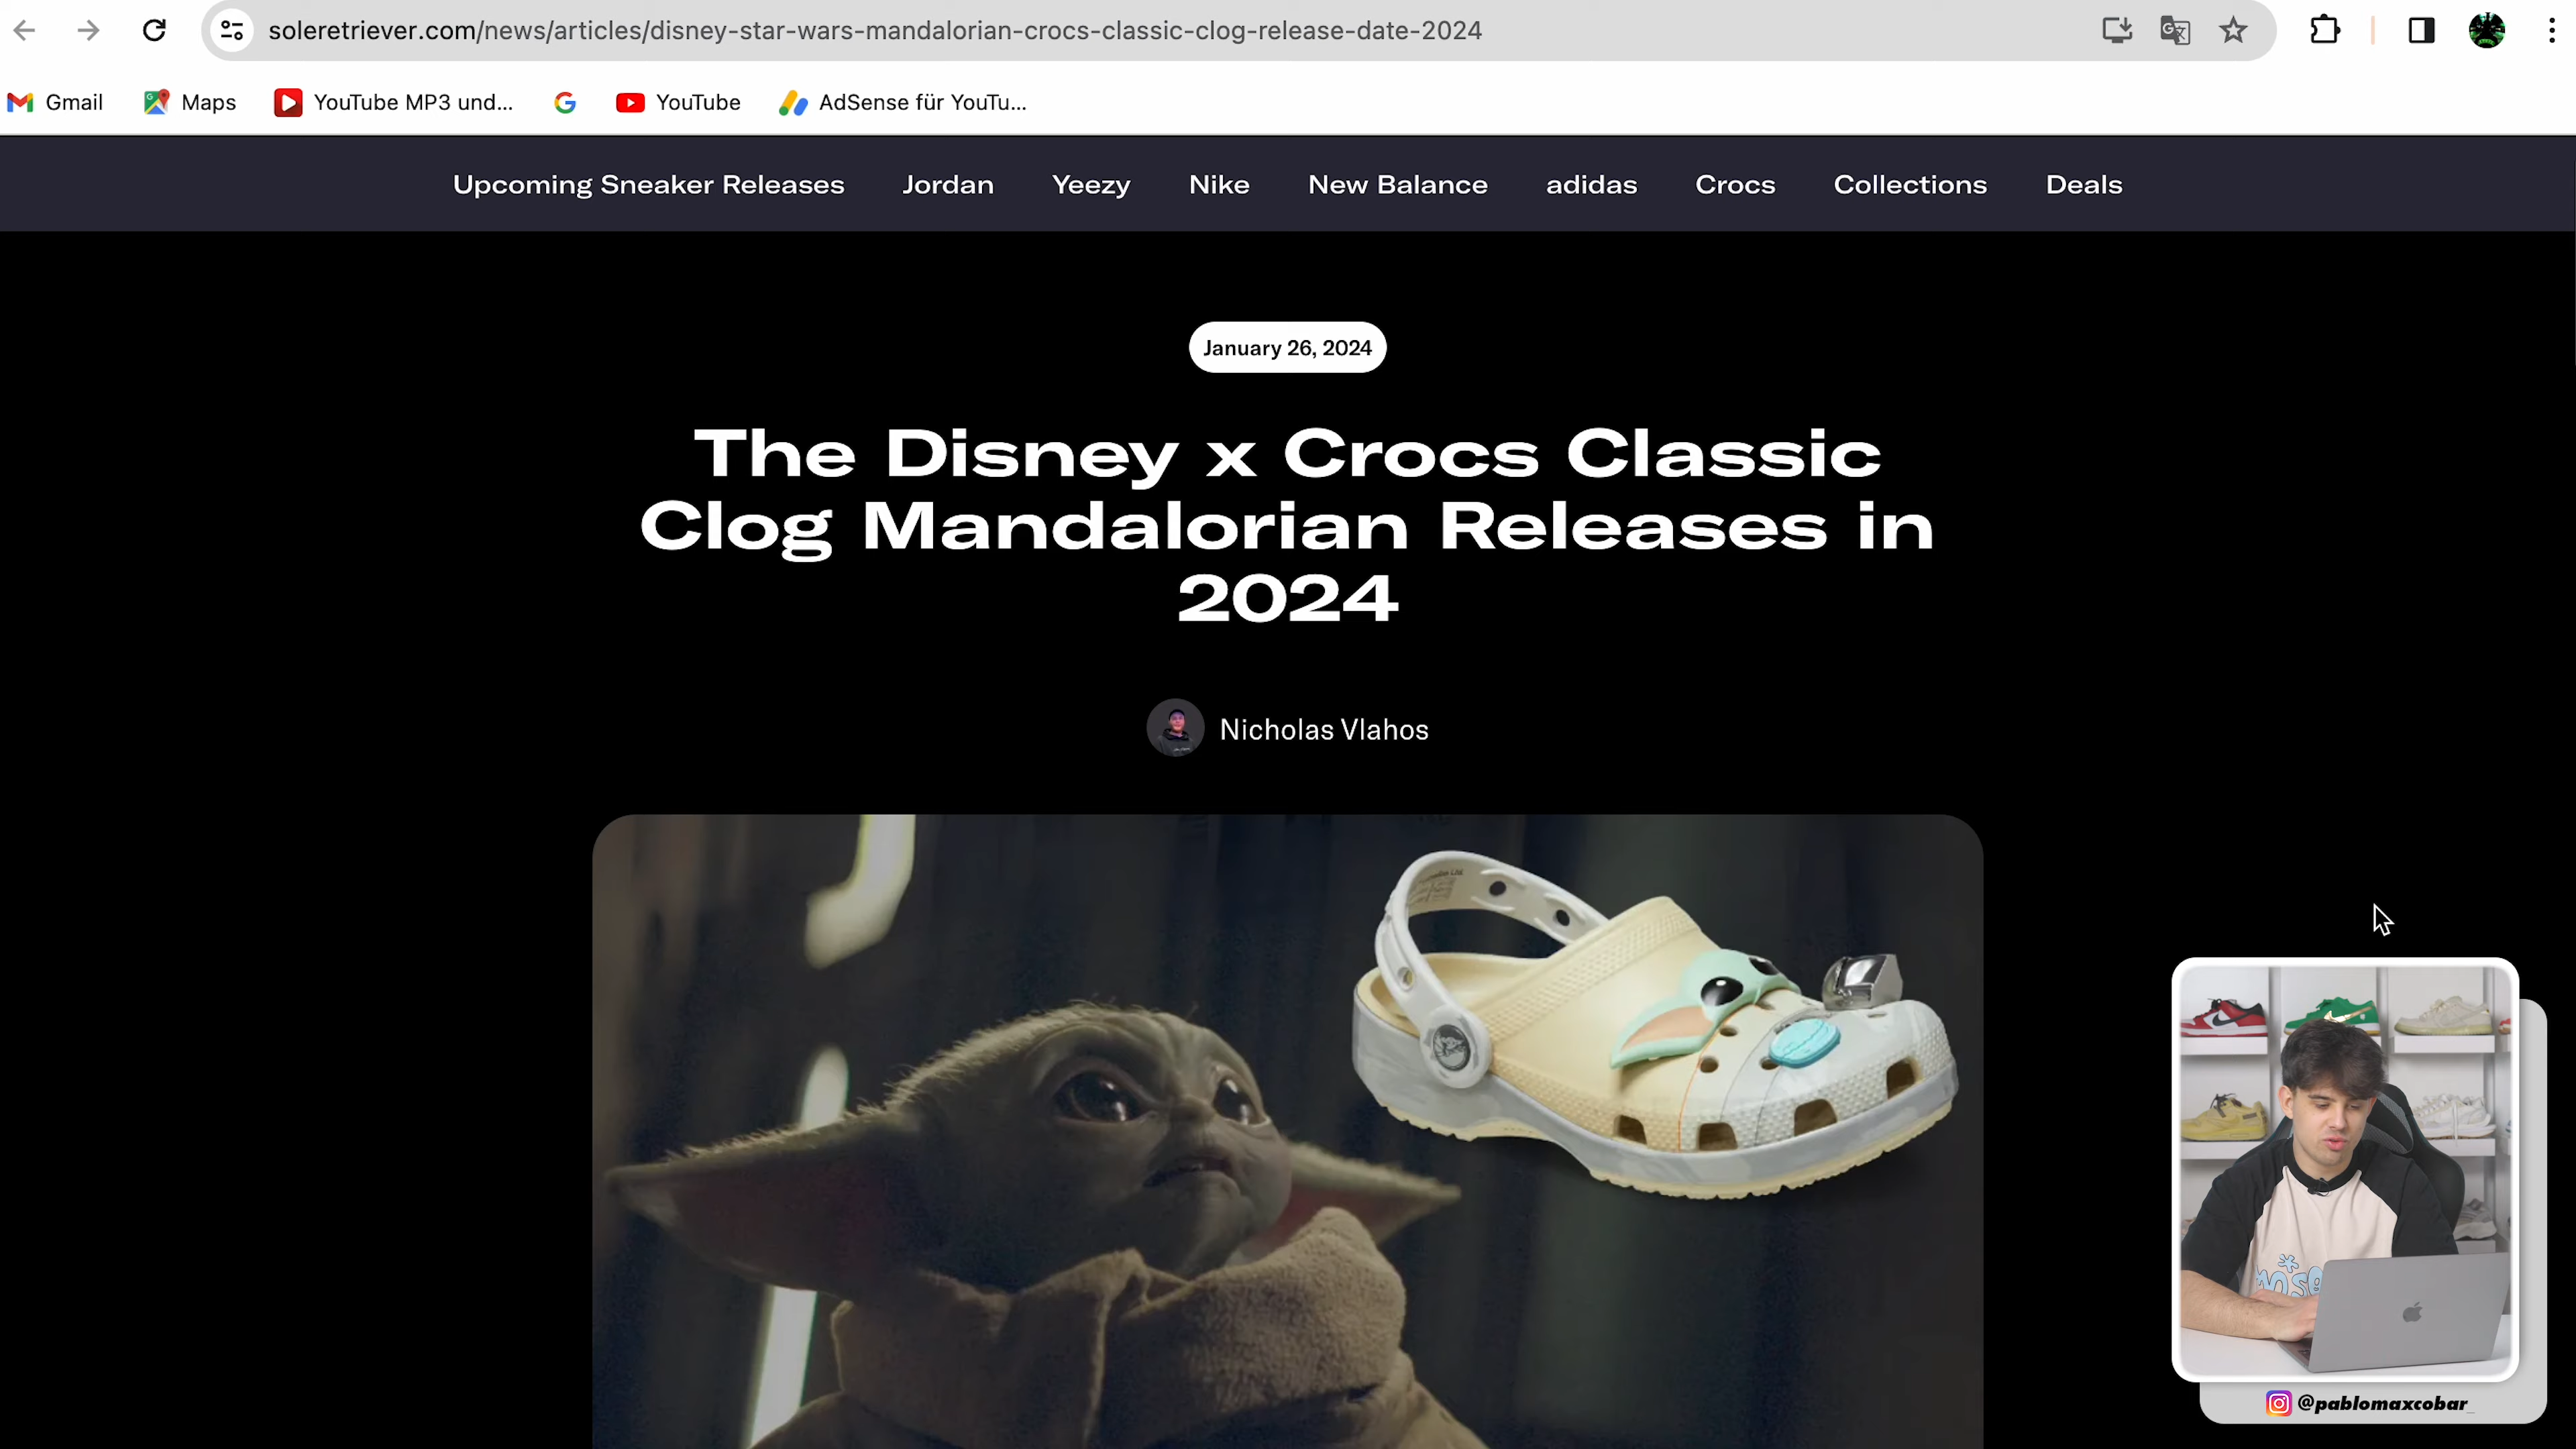 soleretriever.com/news/articles/disney-star-wars-mandalorian-crocs-classic-clog-release-date-2024
Gmail Maps YouTube MP3 und... YouTube AdSense für YouTu...
Upcoming Sneaker Releases Jordan Yeezy Nike New Balance adidas Crocs Collections Deals
January 26, 2024
The Disney x Crocs Classic
Clog Mandalorian Releases in
2024
Nicholas Vlahos
@pablomaxcobar_